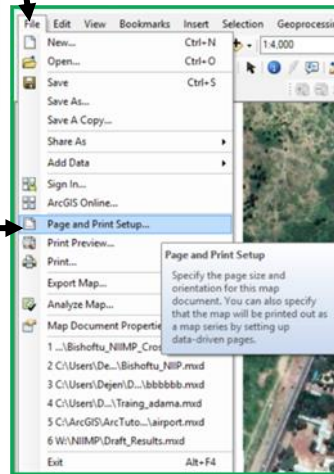 File Edit View Bookmarks Insert Selection Geoprocessing
New... Ctrl+N
1:4,000
Open... Ctrl+O
Save Ctrl+S
Save As...
Save A Copy...
Share As
Add Data
Sign In...
ArcGIS Online...
Page and Print Setup...
Print Preview...
Print...
Export Map...
Analyze Map...
Map Document Propertie
Page and Print Setup
Specify the page size and
orientation for this map
document. You can also specify
that the map will be printed out as
a map series by setting up
data-driven pages.
1 ...\Bishoftu_NIIMP_Cros
2 C:\Users\De...\Bishoftu_NIIP.mxd
3 C:\Users\Dejen\D...\bbbbbb.mxd
4 C:\Users\D...\Traing_adama.mxd
5 C:\ArcGIS\ArcTuto...\airport.mxd
6 W:\NIIMP\Draft_Results.mxd
Exit Alt+F4